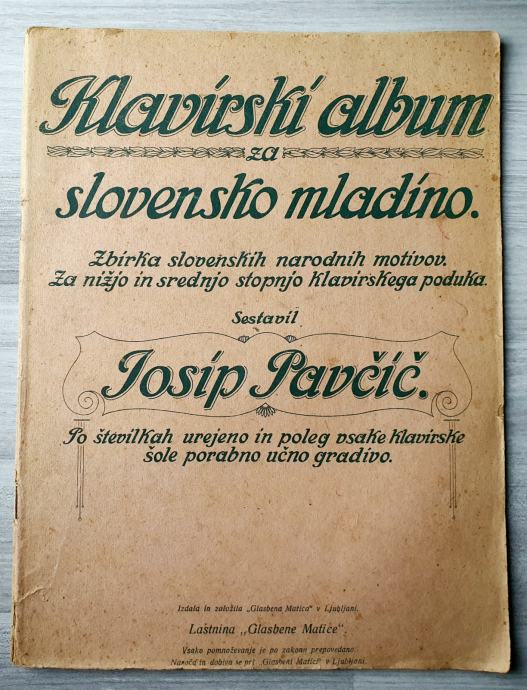 Klavirski album
za
slovensko mladino.
Zbirka slovenskih narodnih motivov.
Za nižjo in srednjo stopnjo klavirskega poduka.
Sestavil
Josip Pavčič.
Po številkah urejeno in poleg vsake klavirske
šole porabno učno gradivo.
Izdala in založila „Glasbena Matica" v Ljubljani.
Lastnina „Glasbene Matice".
Vsako pomnoževanje je po zakonu prepovedano.
Naroča in dobiva se pri „Glasbeni Matici" v Ljubljani.